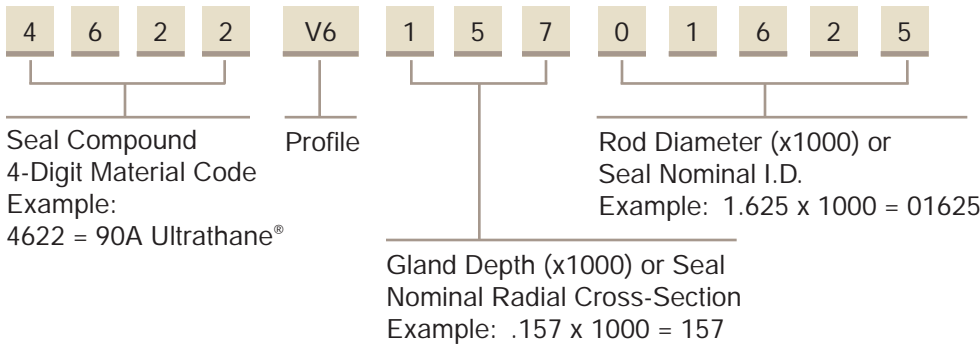 4 6 2 2 V6 1 5 7 0 1 6 2 5
Seal Compound
4-Digit Material Code
Example:
4622 = 90A Ultrathane®
Profile
Rod Diameter (x1000) or
Seal Nominal I.D.
Example: 1.625 x 1000 = 01625
Gland Depth (x1000) or Seal
Nominal Radial Cross-Section
Example: .157 x 1000 = 157